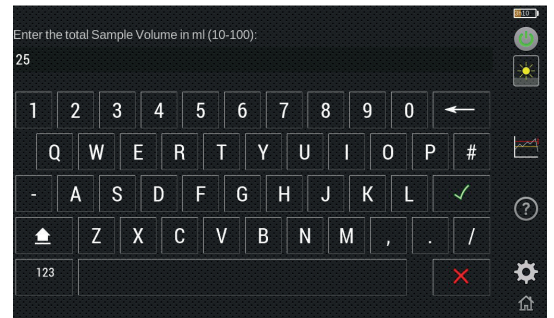 Enter the total Sample Volume in ml (10-100):
25
1 2 3 4 5 6 7 8 9 0
Q W E R T Y U I O P #
- A S D F G H J K L
Z X C V B N M , . /
123
?